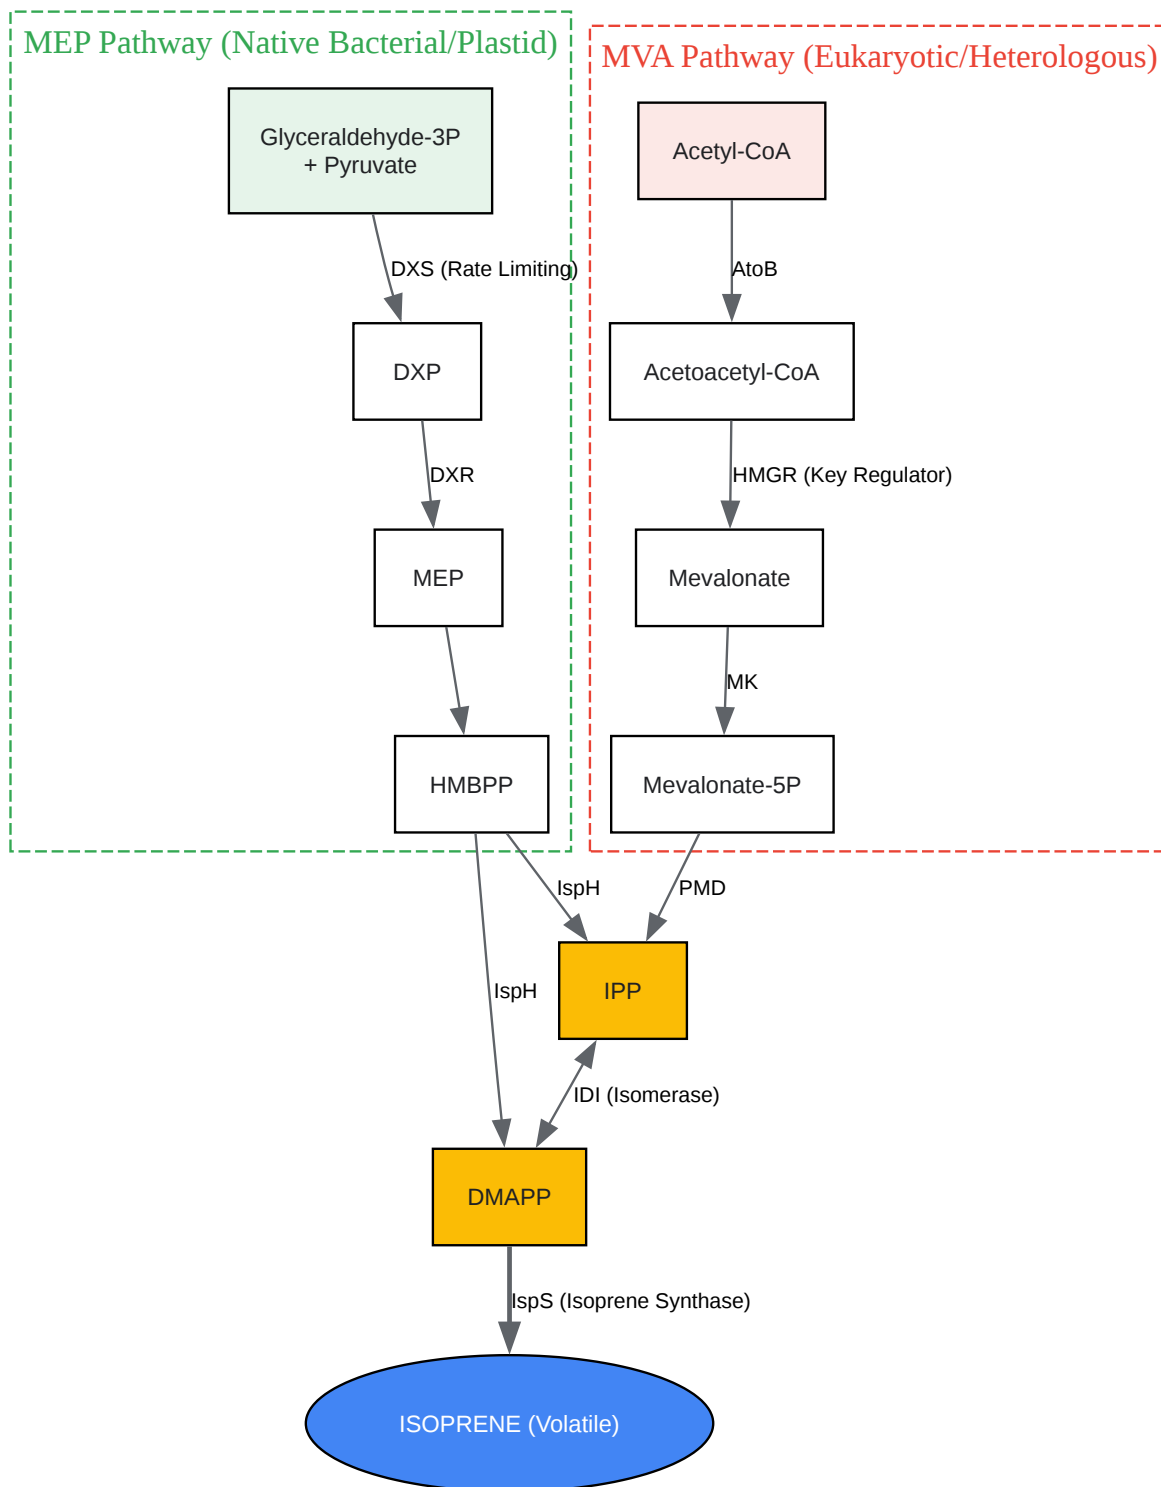 MEP Pathway (Native Bacterial/Plastid)
MVA Pathway (Eukaryotic/Heterologous)
Glyceraldehyde-3P
+ Pyruvate
Acetyl-CoA
DXS (Rate Limiting)
AtoB
DXP
Acetoacetyl-CoA
DXR
HMGR (Key Regulator)
MEP
Mevalonate
MK
HMBPP
Mevalonate-5P
IspH
PMD
IspH
IPP
IDI (Isomerase)
DMAPP
IspS (Isoprene Synthase)
ISOPRENE (Volatile)